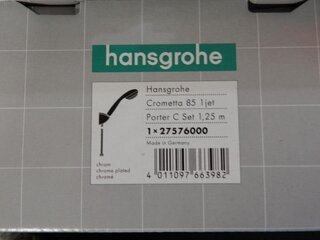 hansgrohe
Hansgrohe
Crometta 85 1jet
Porter C Set 1,25 m
1 x 27576000
Made in Germany
chrom
chrome plated
chromé
4 011097 663982